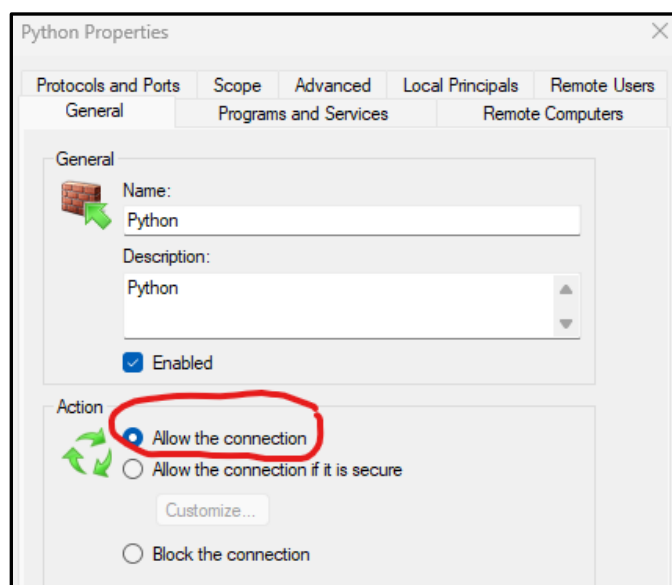 Python Properties
Protocols and Ports Scope Advanced Local Principals Remote Users
General Programs and Services Remote Computers
General
Name:
Python
Description:
Python
Enabled
Action
Allow the connection
Allow the connection if it is secure
Customize...
Block the connection